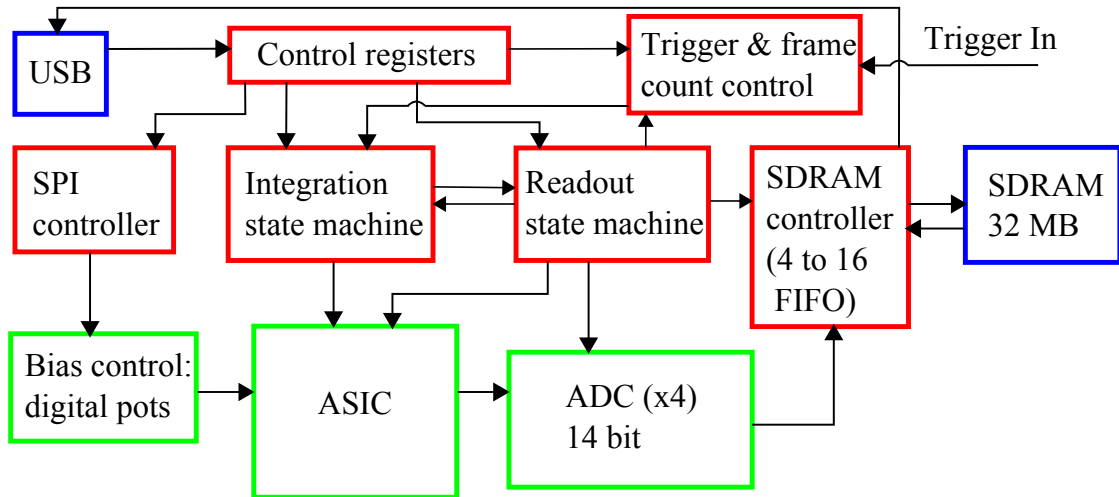 USB
Control registers
Trigger & frame
count control
Trigger In
SPI
controller
Integration
state machine
Readout
state machine
SDRAM
controller
(4 to 16
FIFO)
SDRAM
32 MB
Bias control:
digital pots
ASIC
ADC (x4)
14 bit